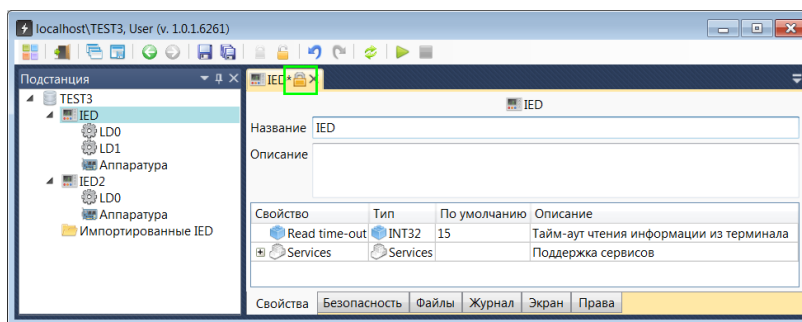 localhost\TEST3, User (v. 1.0.1.6261)
Подстанция
TEST3
IED
LD0
LD1
Аппаратура
IED2
LD0
Аппаратура
Импортированные IED
IED*
IED
Название IED
Описание
Свойство Тип По умолчанию Описание
Read time-out INT32 15 Тайм-аут чтения информации из терминала
Services Services Поддержка сервисов
Свойства Безопасность Файлы Журнал Экран Права